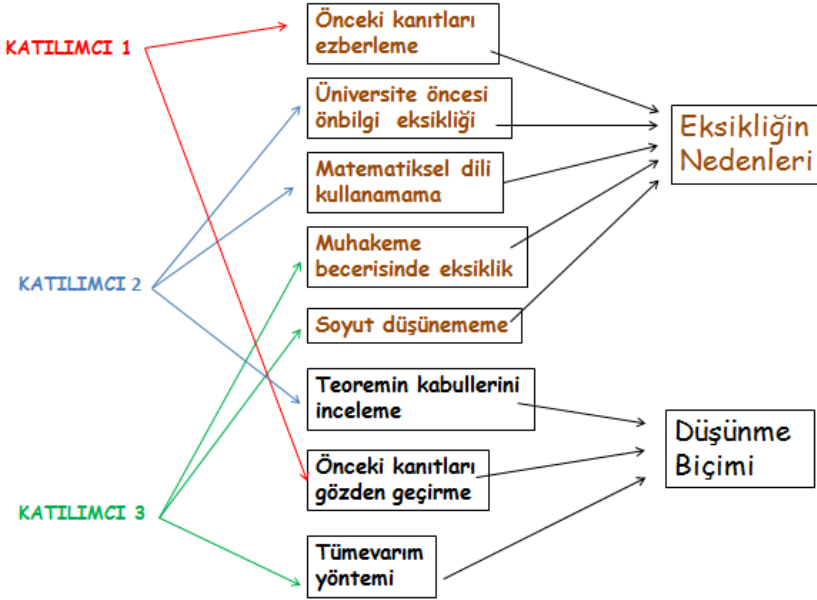 KATILIMCI 1
KATILIMCI 2
KATILIMCI 3
Önceki kanıtları
ezberleme
Üniversite öncesi
önbilgi eksikliği
Matematiksel dili
kullanamama
Muhakeme
becerisinde eksiklik
Soyut düşünememe
Teoremin kabullerini
inceleme
Önceki kanıtları
gözden geçirme
Tümevarım
yöntemi
Eksikliğin
Nedenleri
Düşünme
Biçimi